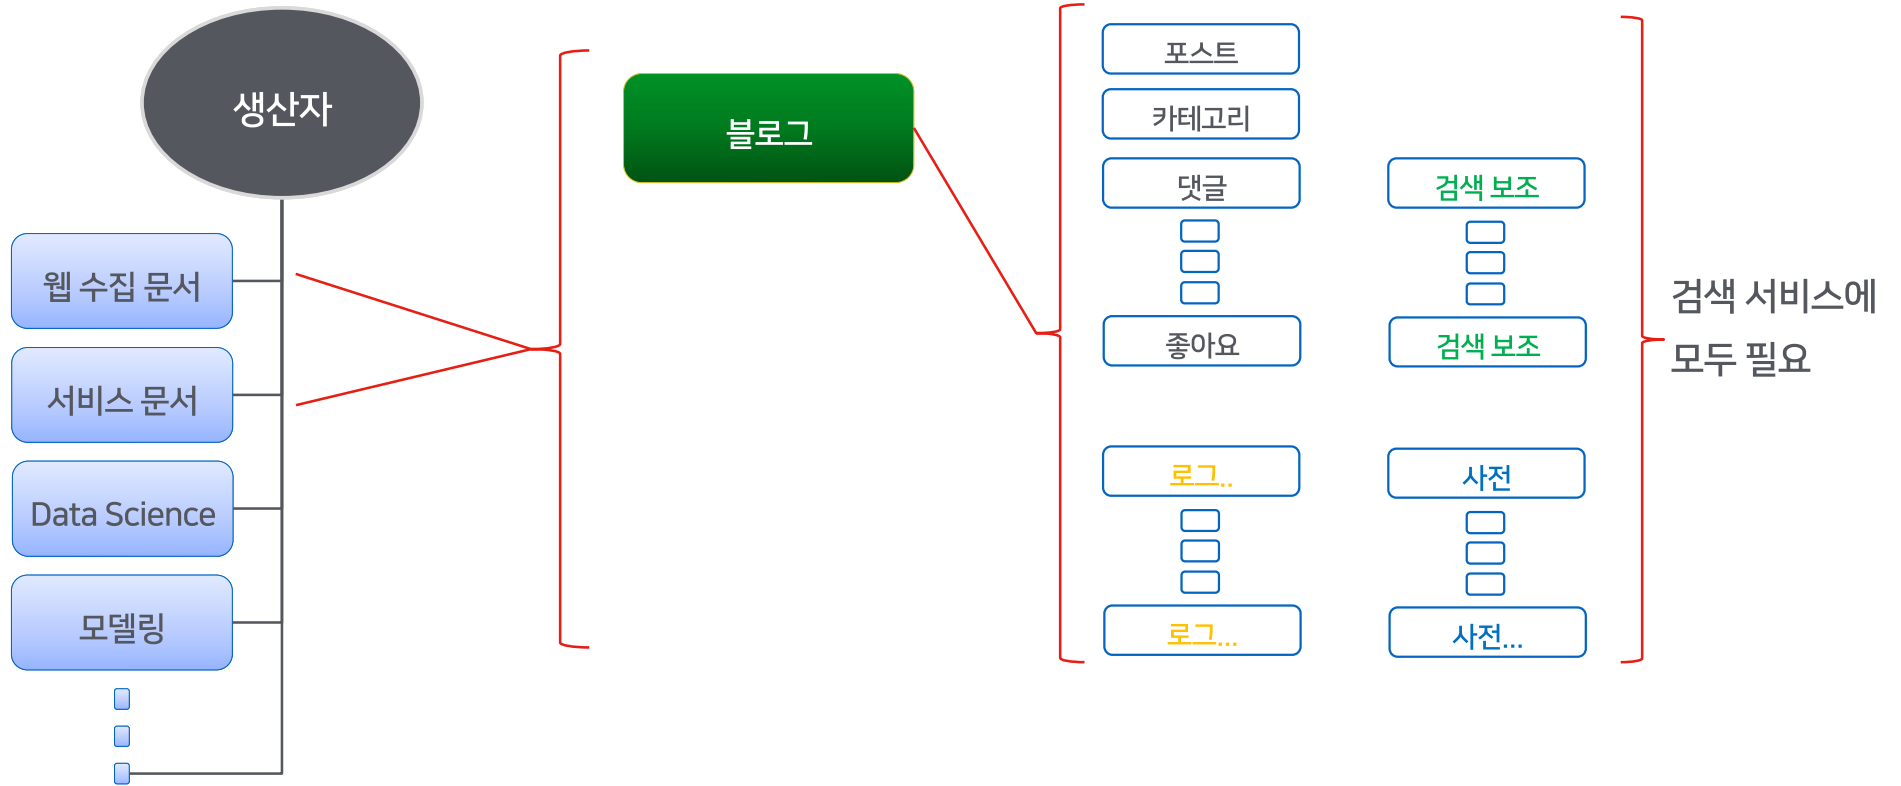 생산자
웹 수집 문서
서비스 문서
Data Science
모델링
블로그
포스트
카테고리
댓글
좋아요
로그..
로그...
검색 보조
검색 보조
사전
사전...
검색 서비스에
모두 필요